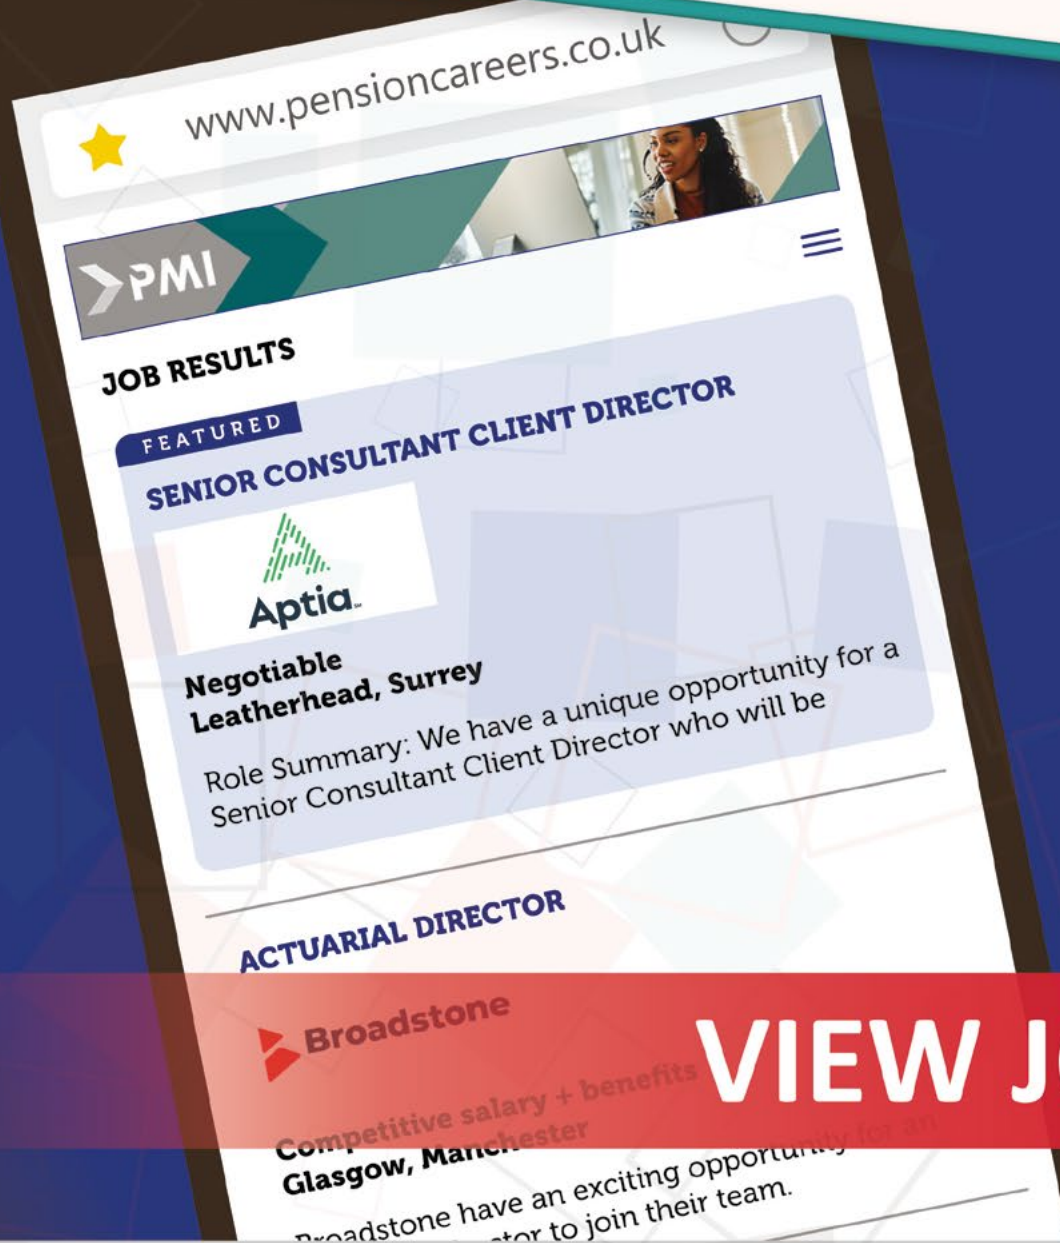 www.pensioncareers.co.uk
PMI
JOB RESULTS
FEATURED
SENIOR CONSULTANT CLIENT DIRECTOR
Aptia
Negotiable
Leatherhead, Surrey
Role Summary: We have a unique opportunity for a
Senior Consultant Client Director who will be
ACTUARIAL DIRECTOR
Broadstone
Competitive salary + benefits
Glasgow, Manchester
VIEW
Broadstone have an exciting opportunity for an
to join their team.